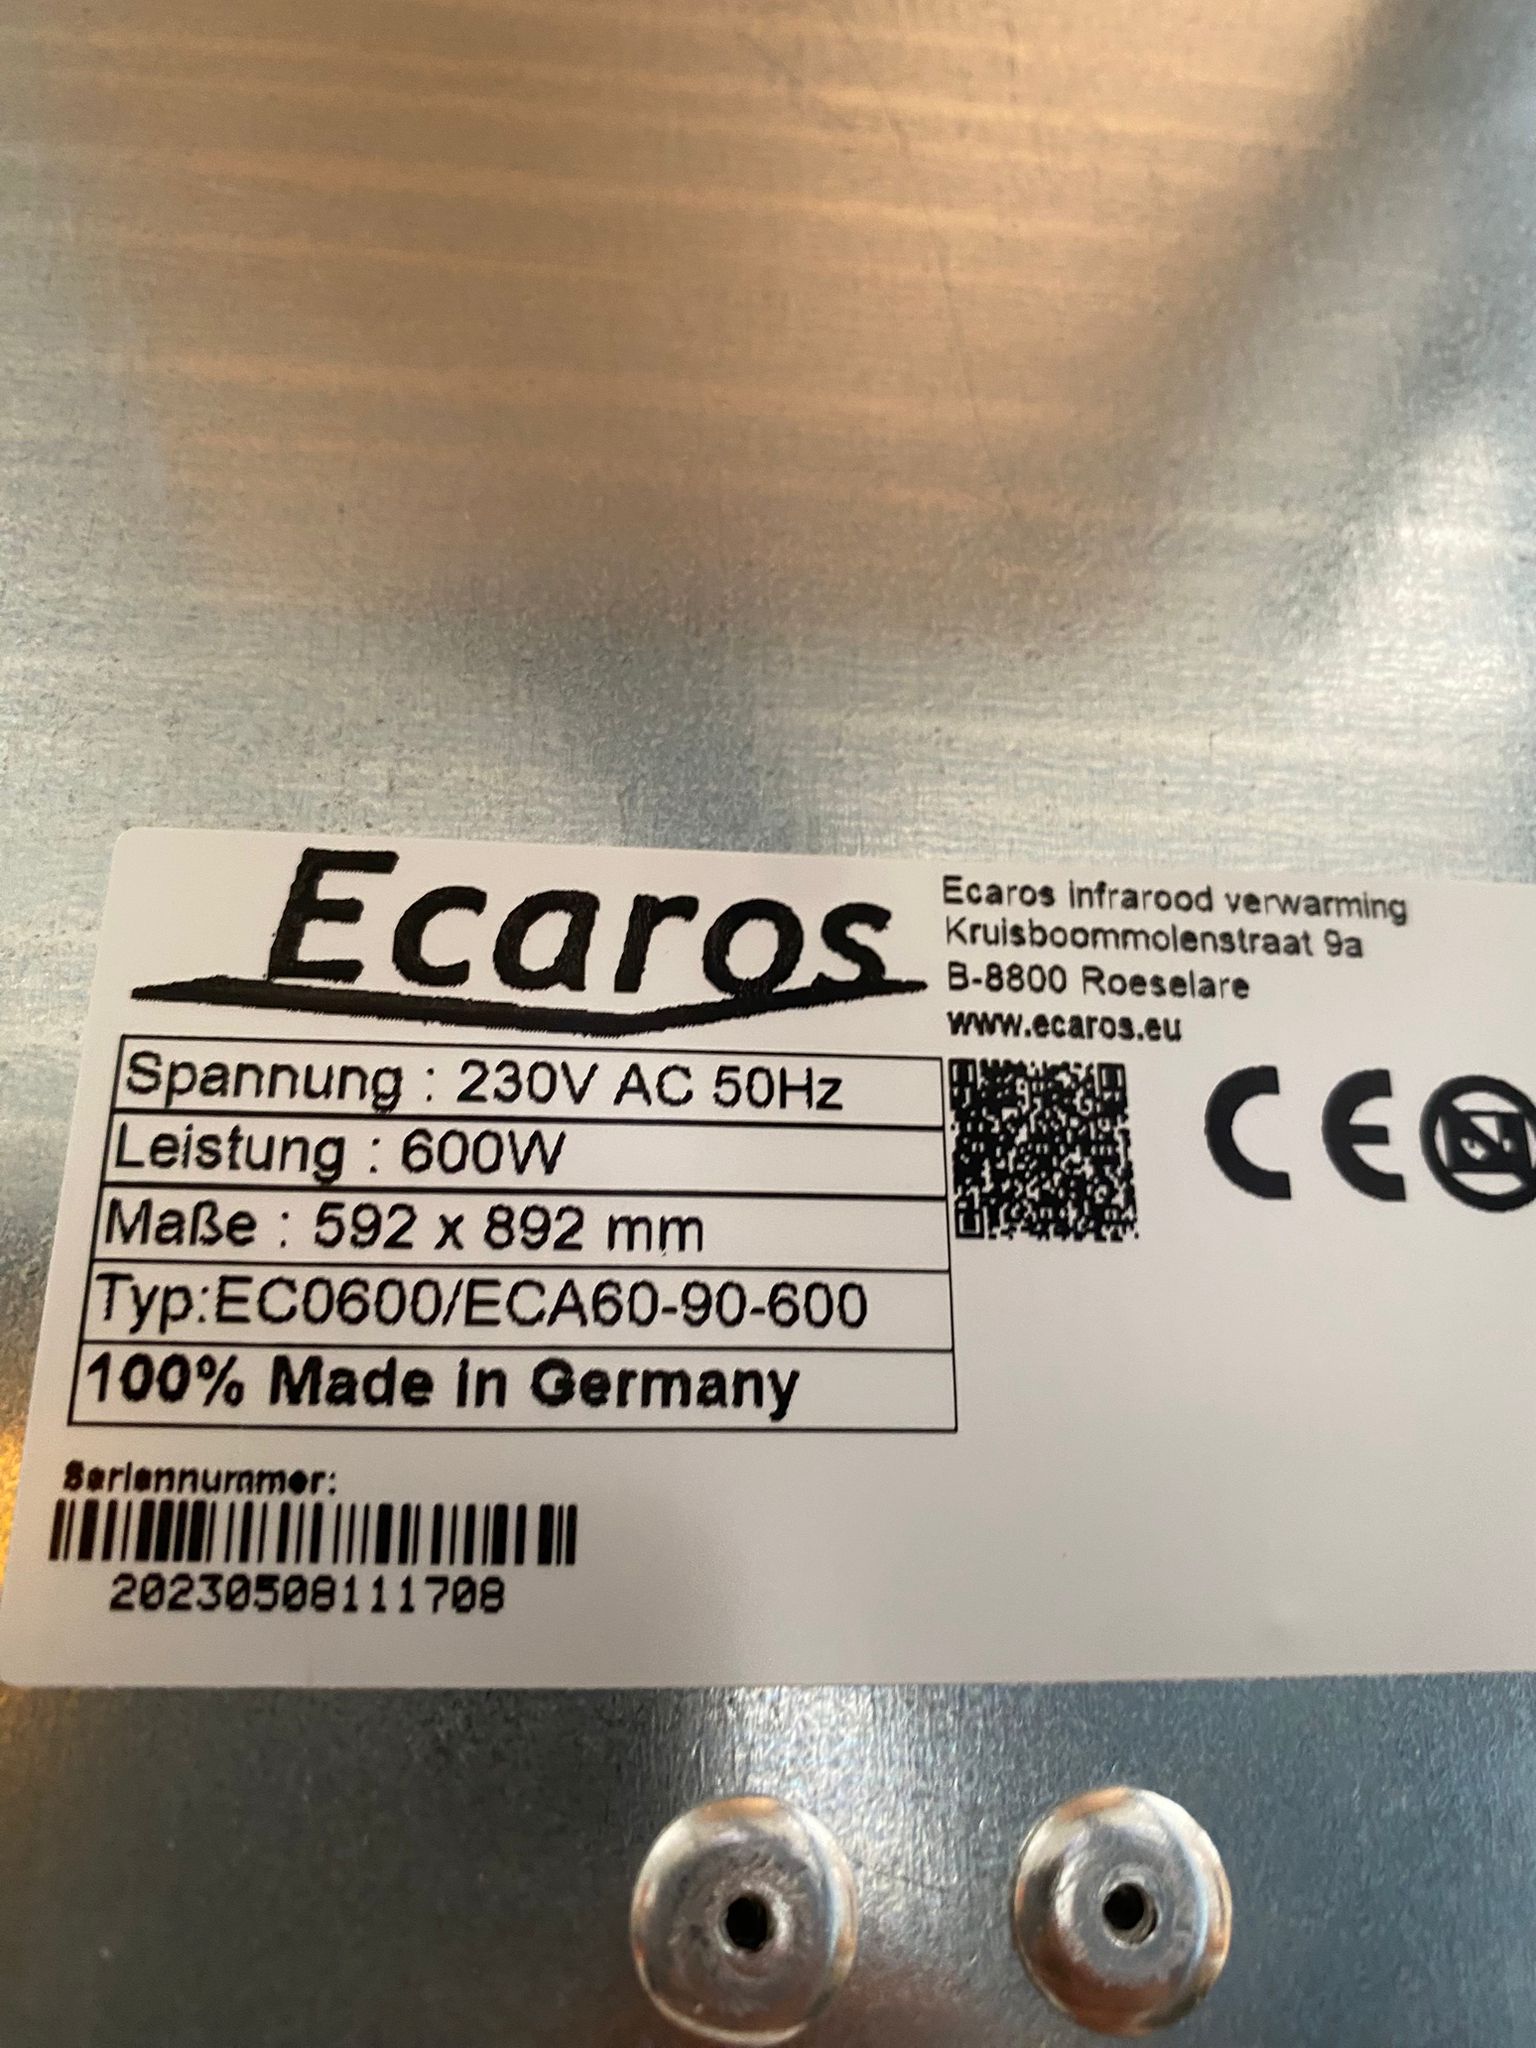 Ecaros
Ecaros infrarood verwarming
Kruisboommolenstraat 9a
B-8800 Roeselare
www.ecaros.eu
Spannung : 230V AC 50Hz
Leistung : 600W
Maße : 592 x 892 mm
Typ:EC0600/ECA60-90-600
100% Made in Germany
CE
Seriennummer:
20230508111708